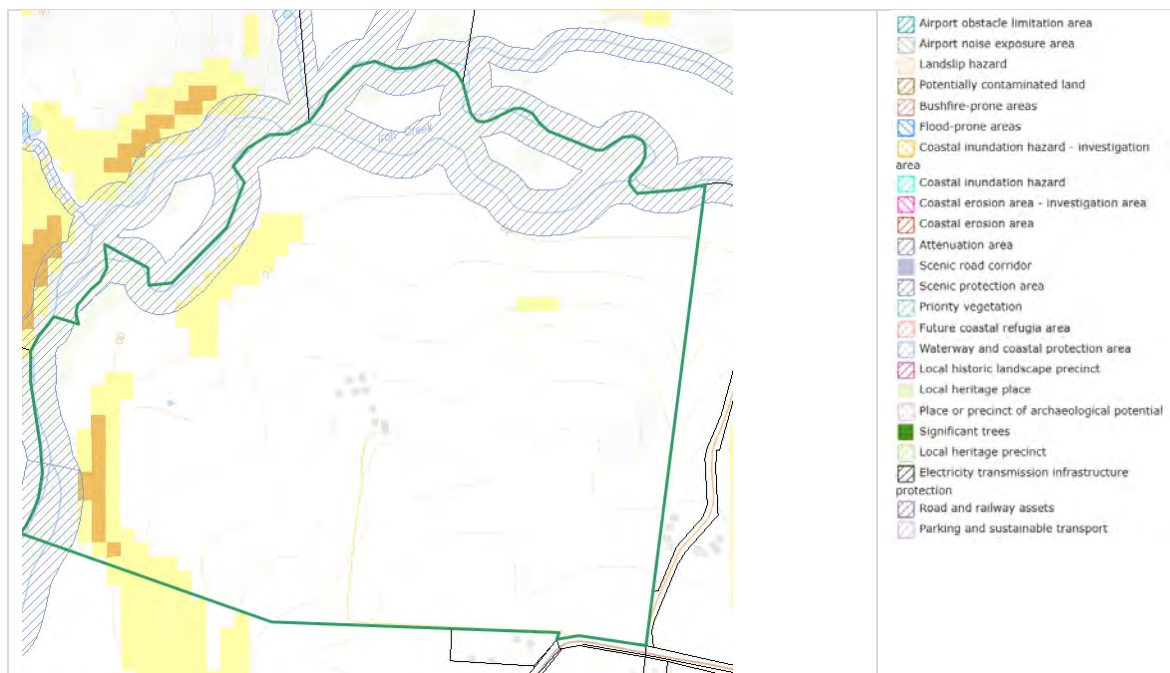 Iron Creek
Airport obstacle limitation area
Airport noise exposure area
Landslip hazard
Potentially contaminated land
Bushfire-prone areas
Flood-prone areas
Coastal inundation hazard - investigation
area
Coastal inundation hazard
Coastal erosion area - investigation area
Coastal erosion area
Attenuation area
Scenic road corridor
Scenic protection area
Priority vegetation
Future coastal refugia area
Waterway and coastal protection area
Local historic landscape precinct
Local heritage place
Place or precinct of archaeological potential
Significant trees
Local heritage precinct
Electricity transmission infrastructure
protection
Road and railway assets
Parking and sustainable transport